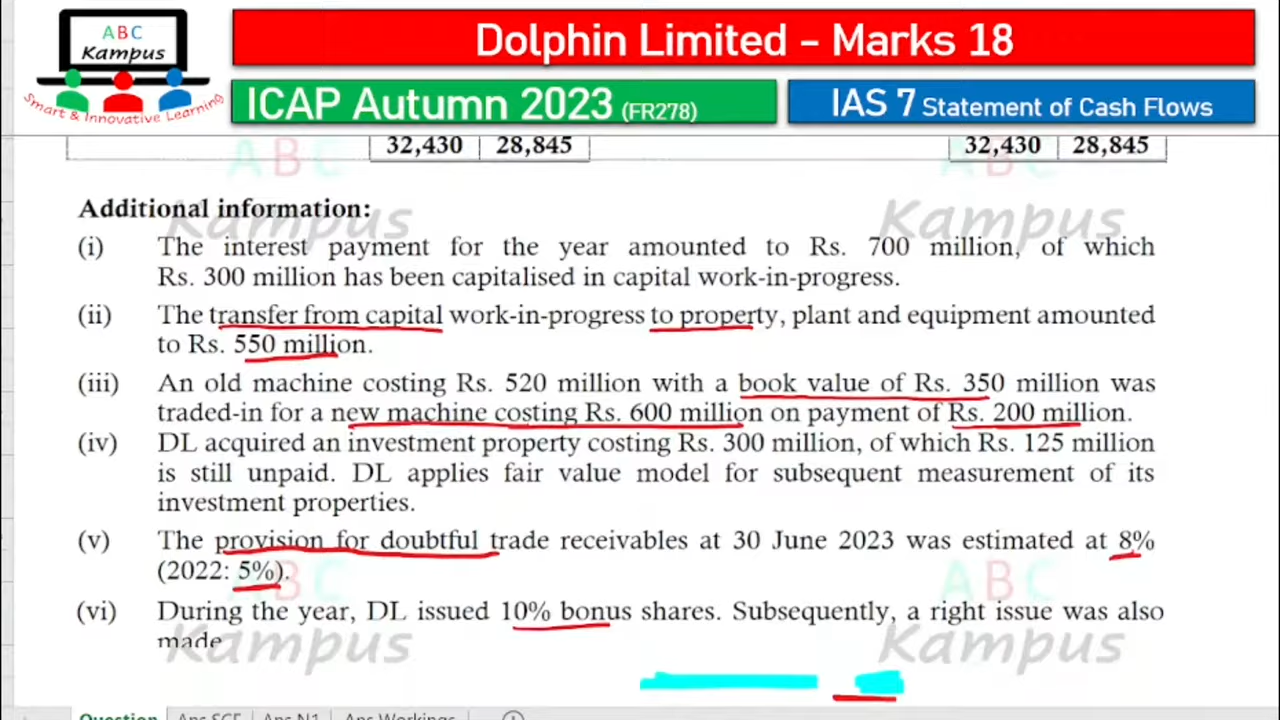 ABC
Kampus
Smart & Innovative Learning
Dolphin Limited - Marks 18
ICAP Autumn 2023 (FR278)
IAS 7 Statement of Cash Flows
32,430 28,845 32,430 28,845
Additional information:
(i) The interest payment for the year amounted to Rs. 700 million, of which
Rs. 300 million has been capitalised in capital work-in-progress.
(ii) The transfer from capital work-in-progress to property, plant and equipment amounted
to Rs. 550 million.
(iii) An old machine costing Rs. 520 million with a book value of Rs. 350 million was
traded-in for a new machine costing Rs. 600 million on payment of Rs. 200 million.
(iv) DL acquired an investment property costing Rs. 300 million, of which Rs. 125 million
is still unpaid. DL applies fair value model for subsequent measurement of its
investment properties.
(v) The provision for doubtful trade receivables at 30 June 2023 was estimated at 8%
(2022: 5%).
(vi) During the year, DL issued 10% bonus shares. Subsequently, a right issue was also
made
ABC
Kampus
ABC
Kampus
ABC
Kampus
ABC
Kampus
Question Ans SCF Ans N1 Ans Workings